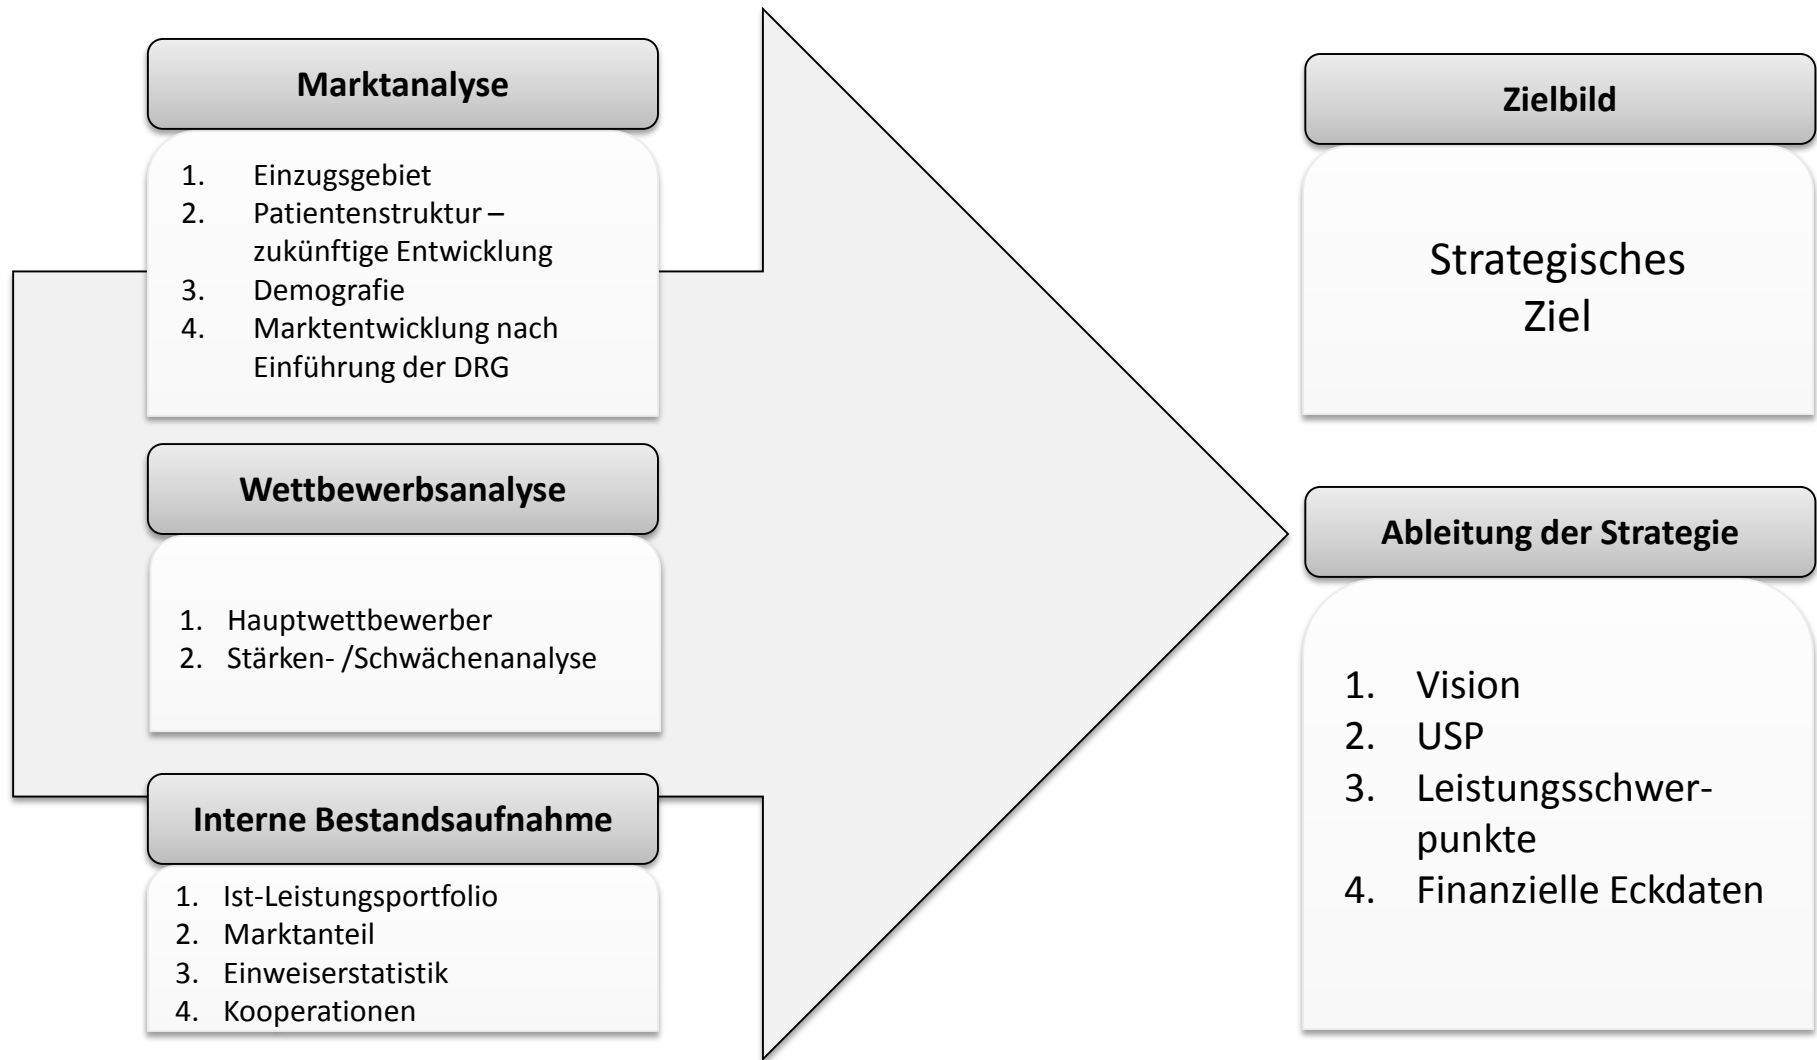 Marktanalyse
1. Einzugsgebiet
2. Patientenstruktur –
zukünftige Entwicklung
3. Demografie
4. Marktentwicklung nach
Einführung der DRG
Wettbewerbsanalyse
1. Hauptwettbewerber
2. Stärken- /Schwächenanalyse
Interne Bestandsaufnahme
1. Ist-Leistungsportfolio
2. Marktanteil
3. Einweiserstatistik
4. Kooperationen
Zielbild
Strategisches
Ziel
Ableitung der Strategie
1. Vision
2. USP
3. Leistungsschwer-
punkte
4. Finanzielle Eckdaten